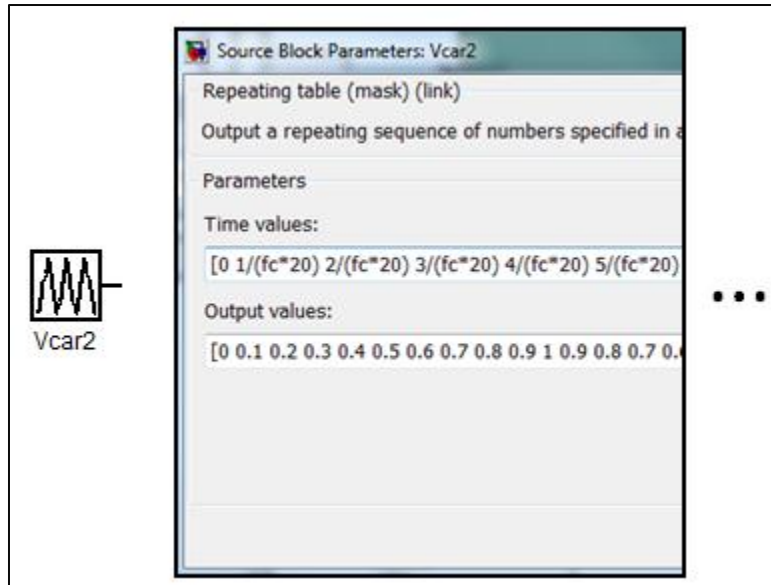 Source Block Parameters: Vcar2
Repeating table (mask) (link)
Output a repeating sequence of numbers specified in a
Parameters
Time values:
[0 1/(fc*20) 2/(fc*20) 3/(fc*20) 4/(fc*20) 5/(fc*20)
Output values:
[0 0.1 0.2 0.3 0.4 0.5 0.6 0.7 0.8 0.9 1 0.9 0.8 0.7 0.6
Vcar2
...